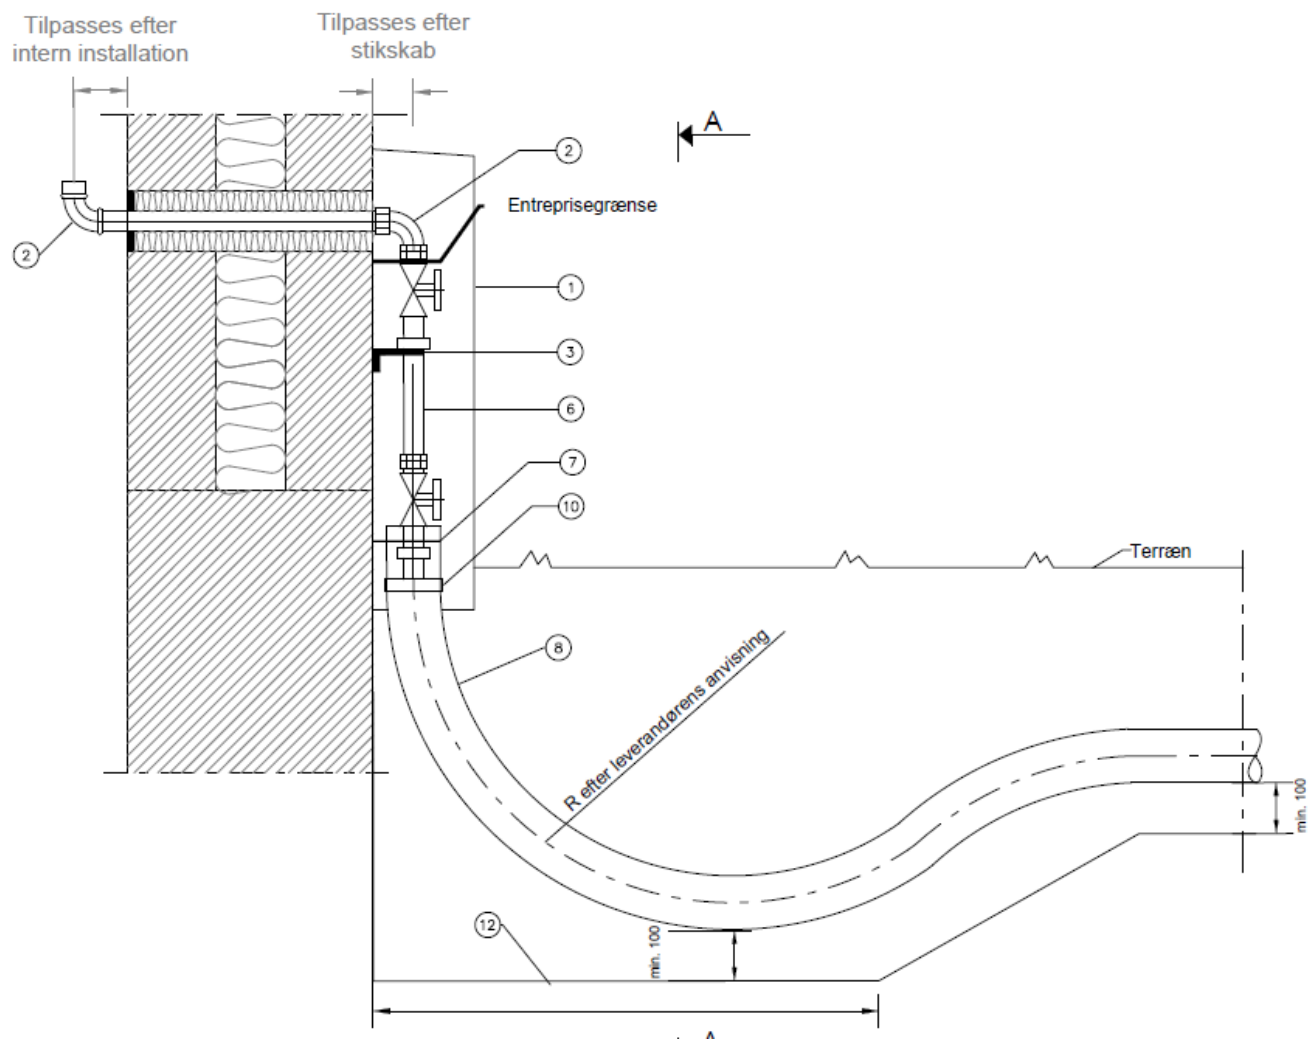 Tilpasses efter
intern installation
Tilpasses efter
stikskab
A
2
Entreprisegrænse
2
1
3
6
7
10
Terræn
8
R efter leverandørens anvisning
min. 100
12
min. 100
A